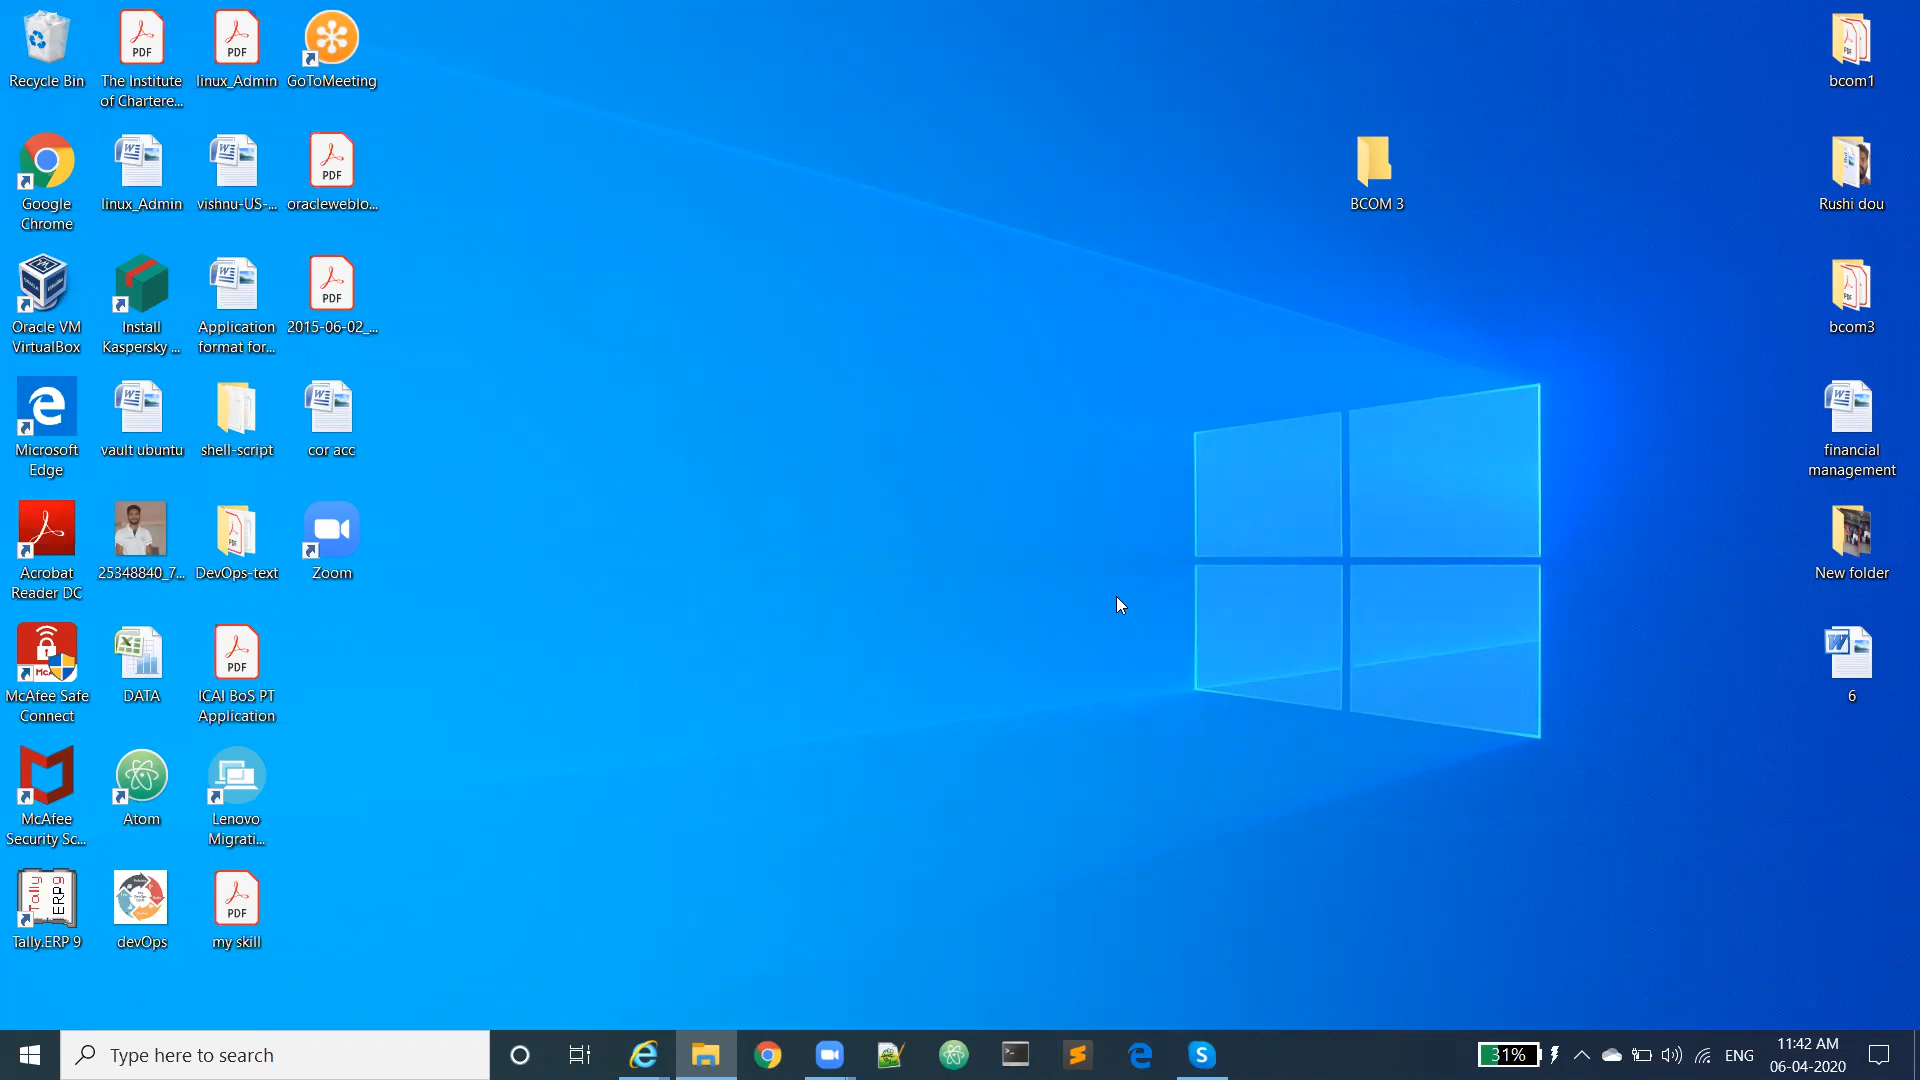 Recycle Bin
The Institute
of Chartere...
linux_Admin
GoToMeeting
bcom1
Google
Chrome
linux_Admin
vishnu-US-...
oracleweblo...
BCOM 3
Rushi dou
Oracle VM
VirtualBox
Install
Kaspersky ...
Application
format for...
2015-06-02_...
bcom3
Microsoft
Edge
vault ubuntu
shell-script
cor acc
financial
management
Acrobat
Reader DC
25348840_7...
DevOps-text
Zoom
New folder
McAfee Safe
Connect
DATA
ICAI BoS PT
Application
6
McAfee
Security Sc...
Atom
Lenovo
Migrati...
Tally.ERP 9
devOps
my skill
PDF
PDF
PDF
PDF
PDF
PDF
PDF
Tally
ERP9
Type here to search
31%
ENG
11:42 AM
06-04-2020